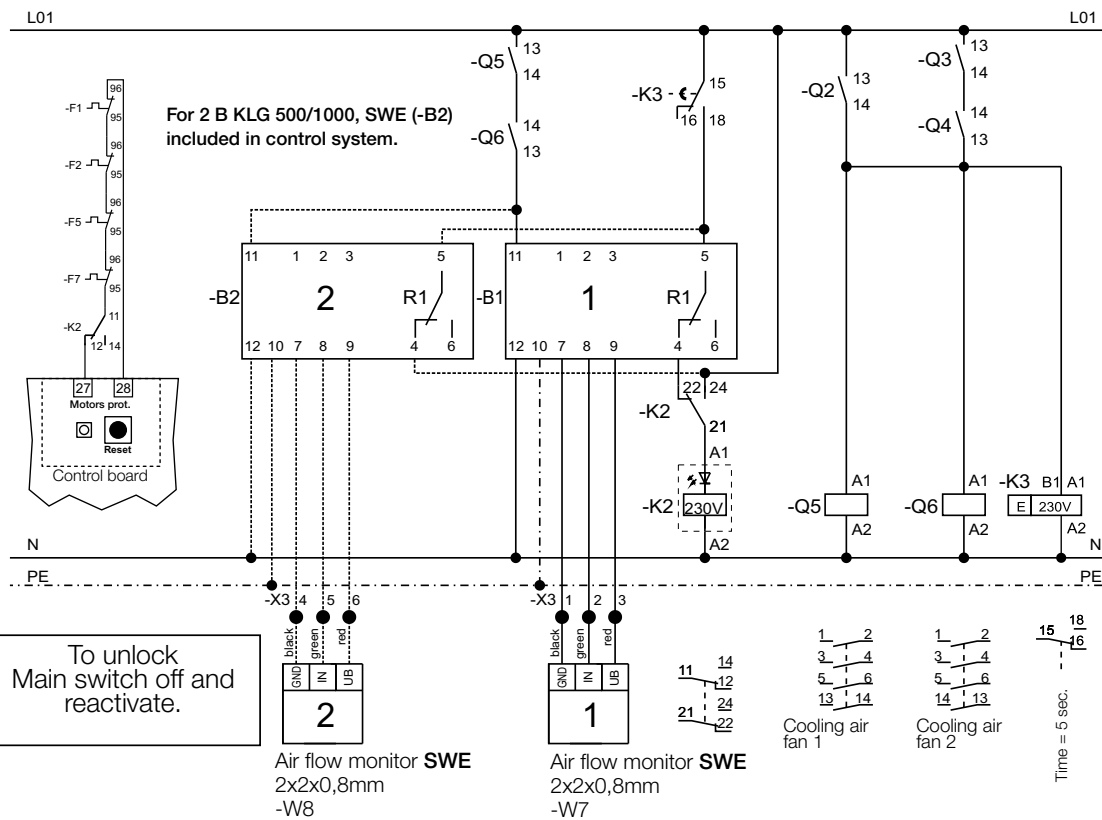 L01 L01
-Q5 13
14
-Q6 14
13
-K3 15
16 18
-Q2 13
14
-Q3 13
14
-Q4 14
13
96
-F1
95
96
-F2
95
96
-F5
95
96
-F7
95
11
-K2
12 14
27 28
Motors prot.
Reset
Control board
For 2 B KLG 500/1000, SWE (-B2)
included in control system.
11 1 2 3 5
-B2 2 R1
4 6
12 10 7 8 9
11 1 2 3 5
-B1 1 R1
4 6
12 10 7 8 9
22 24
-K2
21
A1
-K2 230V
A2
A1
-Q5
A2
A1
-Q6
A2
-K3 B1 A1
E 230V
A2
N N
PE PE
-X3 4 5 6
black green red
GND IN UB
2
Air flow monitor SWE
2x2x0,8mm
-W8
-X3 1 2 3
black green red
GND IN UB
1
Air flow monitor SWE
2x2x0,8mm
-W7
To unlock
Main switch off and
reactivate.
14
11 12
24
21 22
1 2
3 4
5 6
13 14
Cooling air
fan 1
1 2
3 4
5 6
14 13
Cooling air
fan 2
18
15 16
Time = 5 sec.